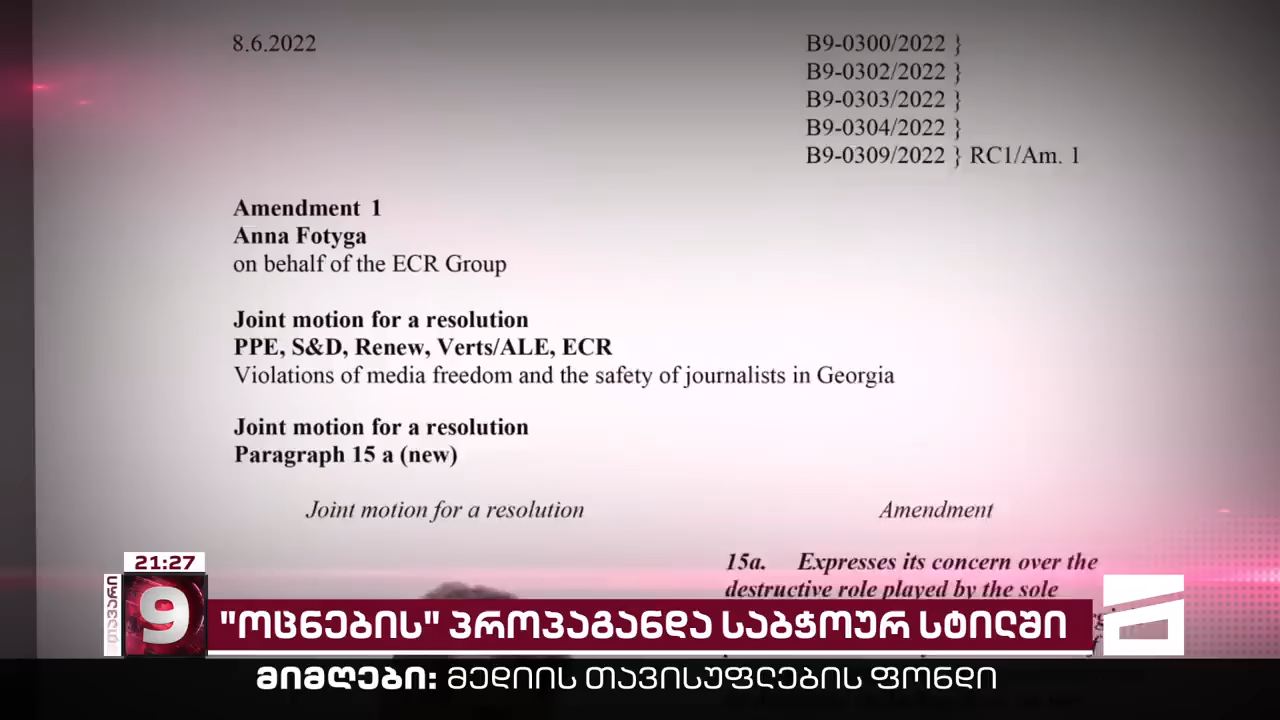 8.6.2022
B9-0300/2022 }
B9-0302/2022 }
B9-0303/2022 }
B9-0304/2022 }
B9-0309/2022 } RC1/Am. 1
Amendment 1
Anna Fotyga
on behalf of the ECR Group
Joint motion for a resolution
PPE, S&D, Renew, Verts/ALE, ECR
Violations of media freedom and the safety of journalists in Georgia
Joint motion for a resolution
Paragraph 15 a (new)
Joint motion for a resolution
Amendment
15a. Expresses its concern over the
destructive role played by the sole
21:27
მთავარი
9
"ოცნების" პროპაგანდა საბჭოურ სტილში
მიმღები: მედიის თავისუფლების ფონდი